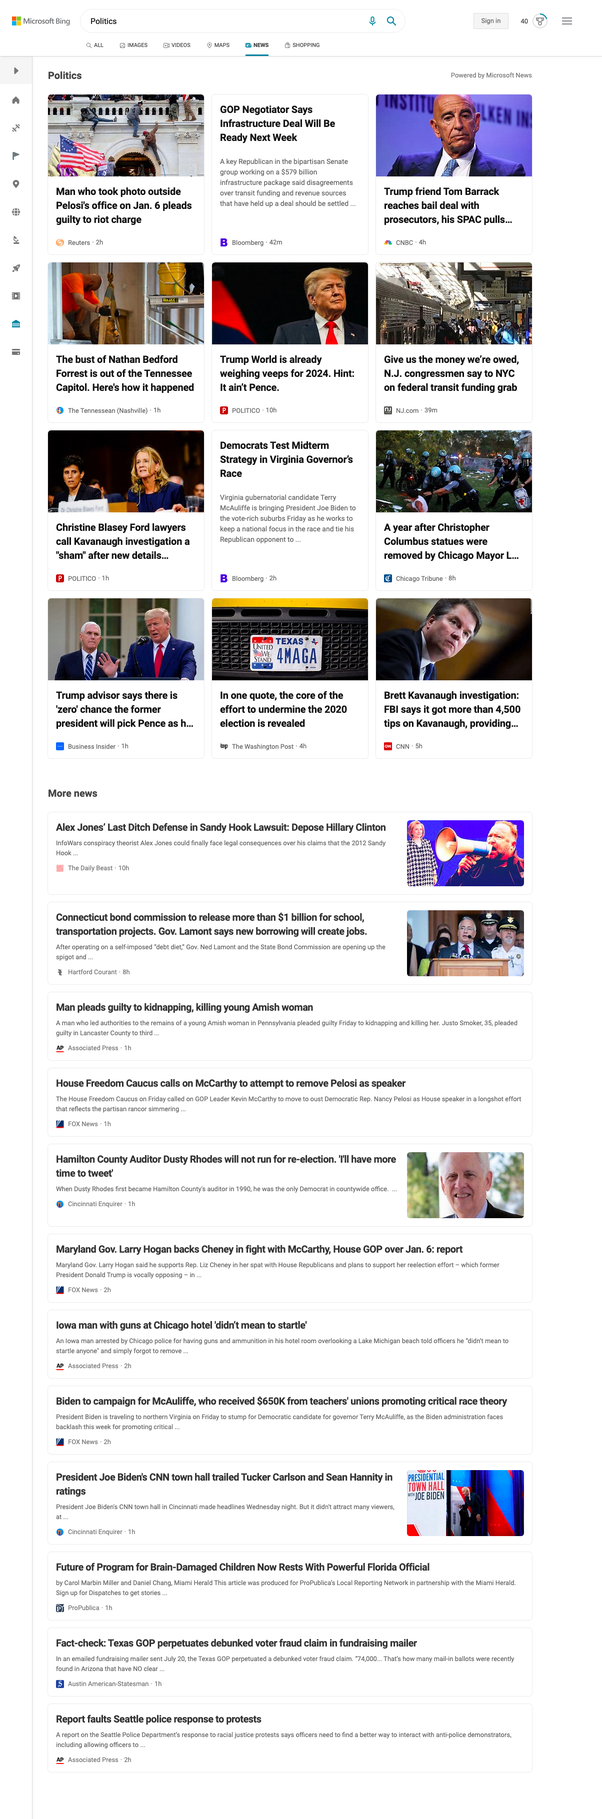 Microsoft Bing
Politics
Sign in
40
ALL
IMAGES
VIDEOS
MAPS
NEWS
SHOPPING
Politics
Powered by Microsoft News
Man who took photo outside
Pelosi's office on Jan. 6 pleads
guilty to riot charge
Reuters · 2h
GOP Negotiator Says
Infrastructure Deal Will Be
Ready Next Week
A key Republican in the bipartisan Senate
group working on a $579 billion
infrastructure package said disagreements
over transit funding and revenue sources
that have held up a deal should be settled ...
Bloomberg · 42m
Trump friend Tom Barrack
reaches bail deal with
prosecutors, his SPAC pulls...
CNBC · 4h
The bust of Nathan Bedford
Forrest is out of the Tennessee
Capitol. Here's how it happened
The Tennessean (Nashville) · 1h
Trump World is already
weighing veeps for 2024. Hint:
It ain't Pence.
POLITICO · 10h
Give us the money we're owed,
N.J. congressmen say to NYC
on federal transit funding grab
NJ.com · 39m
Christine Blasey Ford lawyers
call Kavanaugh investigation a
"sham" after new details...
POLITICO · 1h
Democrats Test Midterm
Strategy in Virginia Governor's
Race
Virginia gubernatorial candidate Terry
McAuliffe is bringing President Joe Biden to
the vote-rich suburbs Friday as he works to
keep a national focus in the race and tie his
Republican opponent to ...
Bloomberg · 2h
A year after Christopher
Columbus statues were
removed by Chicago Mayor L...
Chicago Tribune · 8h
Trump advisor says there is
'zero' chance the former
president will pick Pence as h...
Business Insider · 1h
TEXAS
UNITED
WE STAND
4MAGA
In one quote, the core of the
effort to undermine the 2020
election is revealed
The Washington Post · 4h
Brett Kavanaugh investigation:
FBI says it got more than 4,500
tips on Kavanaugh, providing...
CNN · 5h
More news
Alex Jones' Last Ditch Defense in Sandy Hook Lawsuit: Depose Hillary Clinton
InfoWars conspiracy theorist Alex Jones could finally face legal consequences over his claims that the 2012 Sandy
Hook ...
The Daily Beast · 10h
Connecticut bond commission to release more than $1 billion for school,
transportation projects. Gov. Lamont says new borrowing will create jobs.
After operating on a self-imposed "debt diet," Gov. Ned Lamont and the State Bond Commission are opening up the
spigot and ...
Hartford Courant · 8h
Man pleads guilty to kidnapping, killing young Amish woman
A man who led authorities to the remains of a young Amish woman in Pennsylvania pleaded guilty Friday to kidnapping and killing her. Justo Smoker, 35, pleaded
guilty in Lancaster County to third ...
AP Associated Press · 1h
House Freedom Caucus calls on McCarthy to attempt to remove Pelosi as speaker
The House Freedom Caucus on Friday called on GOP Leader Kevin McCarthy to move to oust Democratic Rep. Nancy Pelosi as House speaker in a longshot effort
that reflects the partisan rancor simmering ...
FOX News · 1h
Hamilton County Auditor Dusty Rhodes will not run for re-election. 'I'll have more
time to tweet'
When Dusty Rhodes first became Hamilton County's auditor in 1990, he was the only Democrat in countywide office. ...
Cincinnati Enquirer · 1h
Maryland Gov. Larry Hogan backs Cheney in fight with McCarthy, House GOP over Jan. 6: report
Maryland Gov. Larry Hogan said he supports Rep. Liz Cheney in her spat with House Republicans and plans to support her reelection effort – which former
President Donald Trump is vocally opposing – in ...
FOX News · 2h
Iowa man with guns at Chicago hotel 'didn't mean to startle'
An Iowa man arrested by Chicago police for having guns and ammunition in his hotel room overlooking a Lake Michigan beach told officers he "didn't mean to
startle anyone" and simply forgot to remove ...
AP Associated Press · 2h
Biden to campaign for McAuliffe, who received $650K from teachers' unions promoting critical race theory
President Biden is traveling to northern Virginia on Friday to stump for Democratic candidate for governor Terry McAuliffe, as the Biden administration faces
backlash this week for promoting critical ...
FOX News · 2h
President Joe Biden's CNN town hall trailed Tucker Carlson and Sean Hannity in
ratings
President Joe Biden's CNN town hall in Cincinnati made headlines Wednesday night. But it didn't attract many viewers,
at ...
Cincinnati Enquirer · 1h
PRESIDENTIAL
TOWN HALL
WITH JOE BIDEN
Future of Program for Brain-Damaged Children Now Rests With Powerful Florida Official
by Carol Marbin Miller and Daniel Chang, Miami Herald This article was produced for ProPublica's Local Reporting Network in partnership with the Miami Herald.
Sign up for Dispatches to get stories ...
ProPublica · 1h
Fact-check: Texas GOP perpetuates debunked voter fraud claim in fundraising mailer
In an emailed fundraising mailer sent July 20, the Texas GOP perpetuated a debunked voter fraud claim. "74,000... That's how many mail-in ballots were recently
found in Arizona that have NO clear ...
Austin American-Statesman · 1h
Report faults Seattle police response to protests
A report on the Seattle Police Department's response to racial justice protests says officers need to find a better way to interact with anti-police demonstrators,
including allowing officers to ...
AP Associated Press · 2h